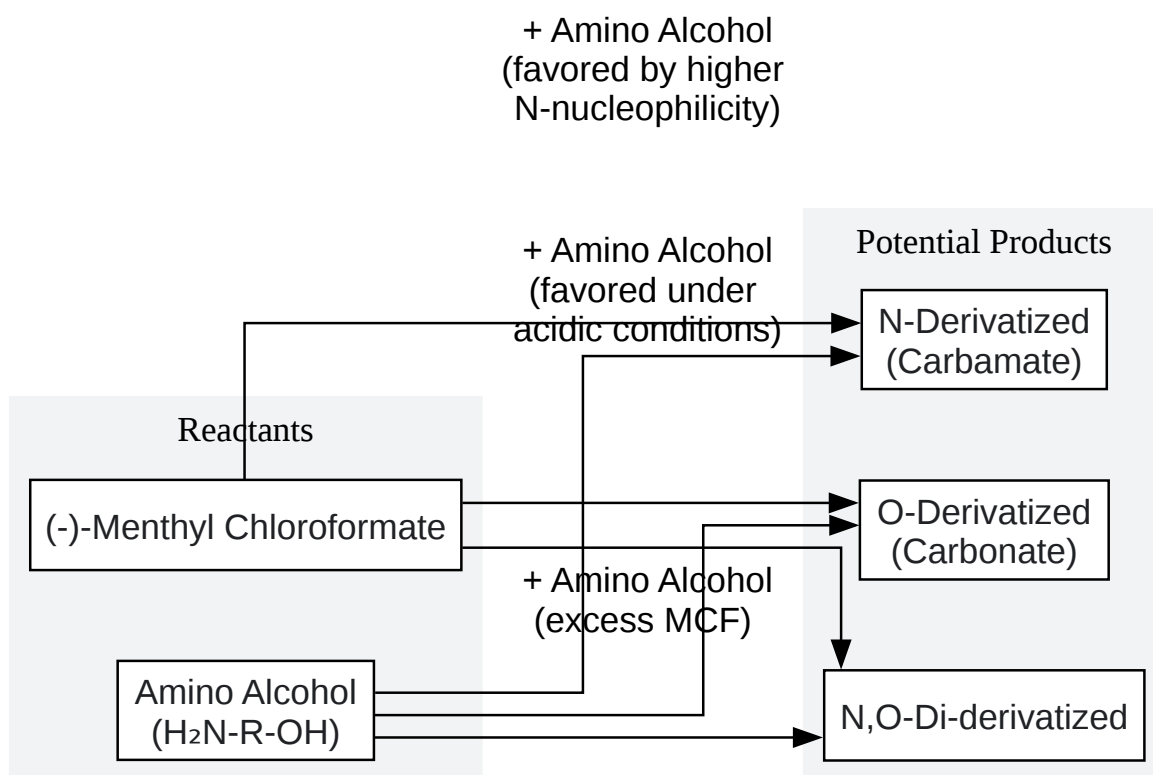 + Amino Alcohol
(favored by higher
N-nucleophilicity)
+ Amino Alcohol
(favored under
acidic conditions)
Potential Products
N-Derivatized
(Carbamate)
Reactants
(-)-Menthyl Chloroformate
O-Derivatized
(Carbonate)
+ Amino Alcohol
(excess MCF)
Amino Alcohol
(H₂N-R-OH)
N,O-Di-derivatized